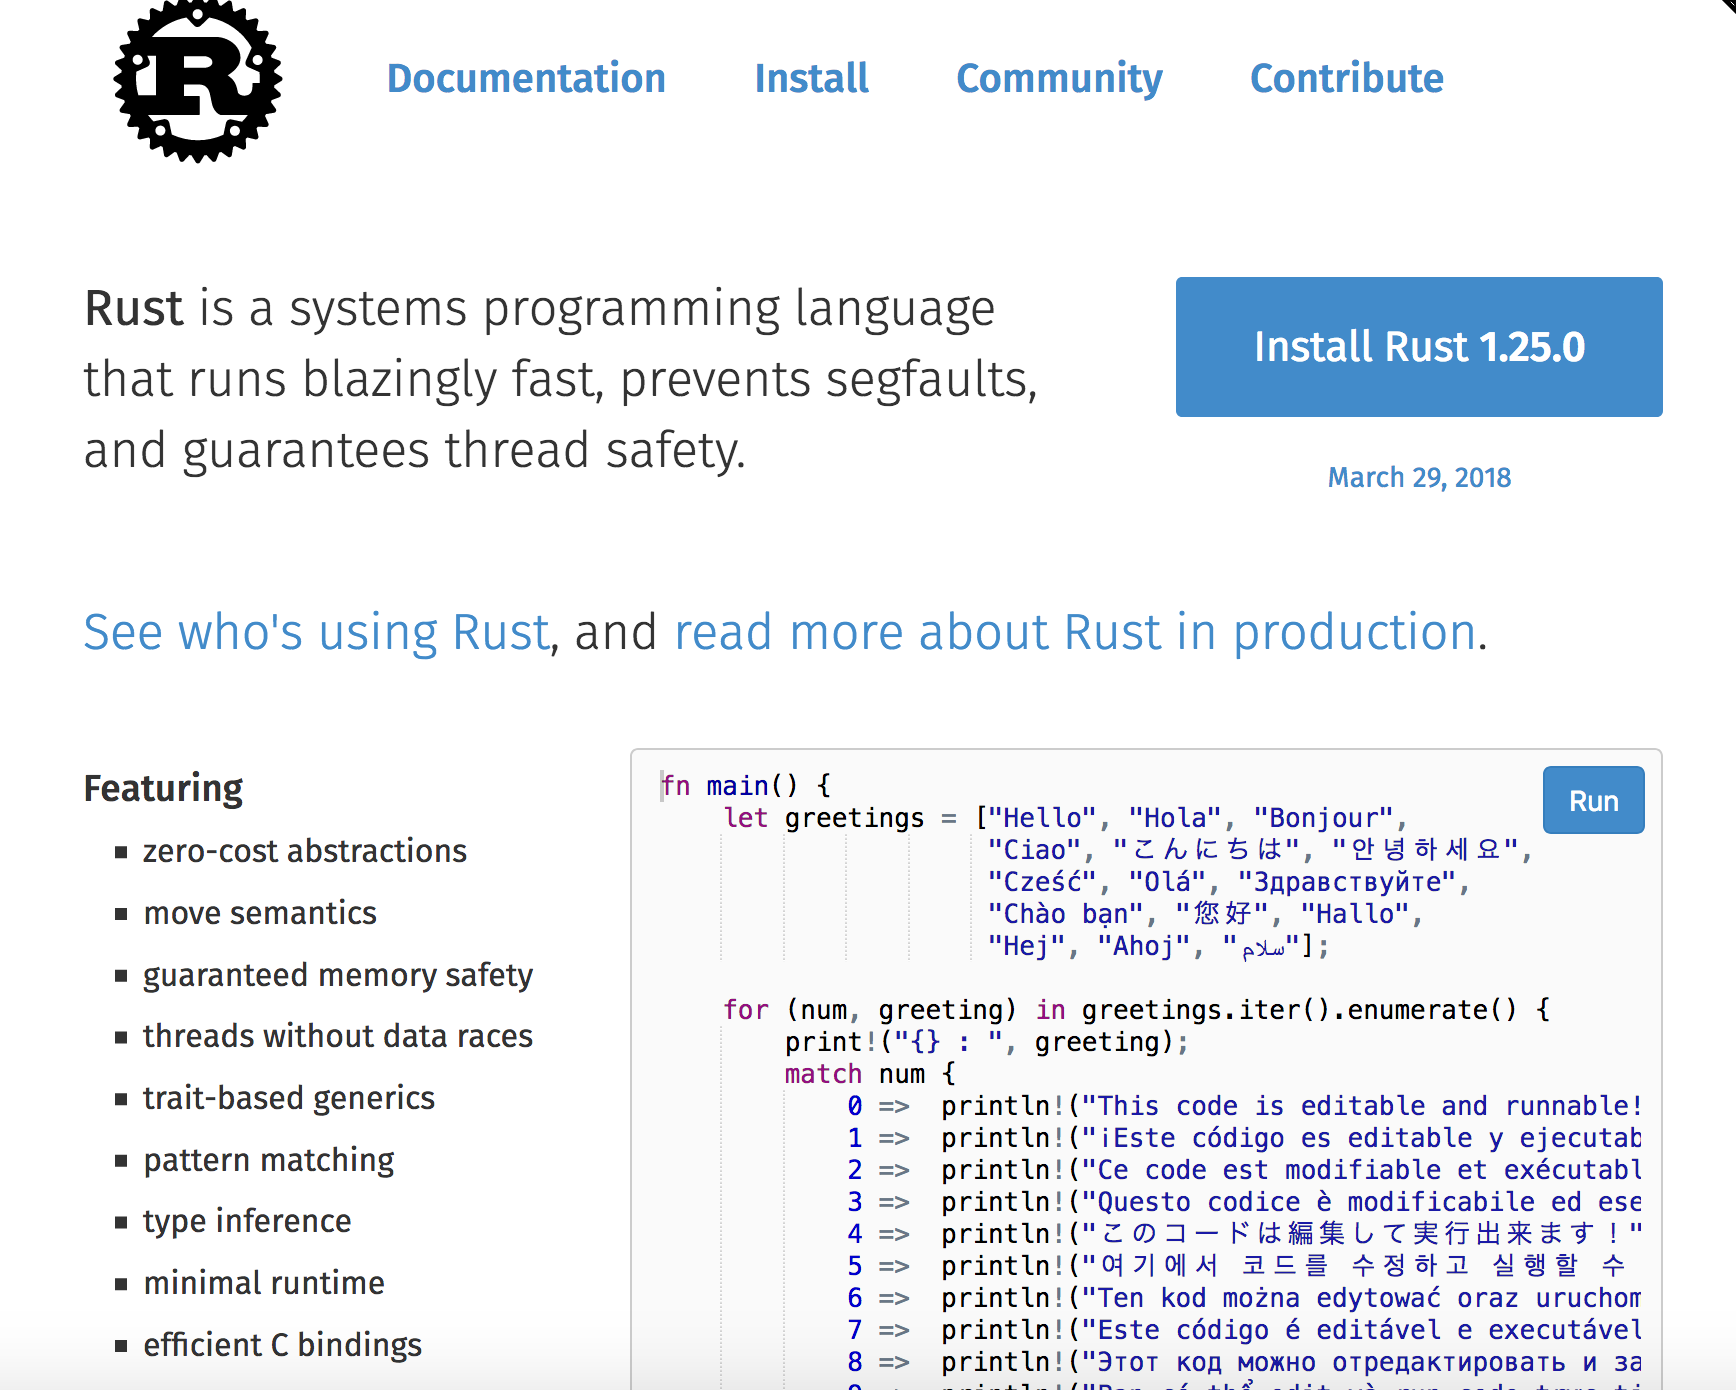 R
Documentation Install Community Contribute
Rust is a systems programming language
that runs blazingly fast, prevents segfaults,
and guarantees thread safety.
Install Rust 1.25.0
March 29, 2018
See who's using Rust, and read more about Rust in production.
Featuring
zero-cost abstractions
move semantics
guaranteed memory safety
threads without data races
trait-based generics
pattern matching
type inference
minimal runtime
efficient C bindings
Run
fn main() {
    let greetings = ["Hello", "Hola", "Bonjour",
                     "Ciao", "こんにちは", "안녕하세요",
                     "Cześć", "Olá", "Здравствуйте",
                     "Chào bạn", "您好", "Hallo",
                     "Hej", "Ahoj", "سلام"];
    for (num, greeting) in greetings.iter().enumerate() {
        print!("{} : ", greeting);
        match num {
            0 =>  println!("This code is editable and runnable!
            1 =>  println!("¡Este código es editable y ejecutab
            2 =>  println!("Ce code est modifiable et exécutabl
            3 =>  println!("Questo codice è modificabile ed ese
            4 =>  println!("このコードは編集して実行出来ます！"
            5 =>  println!("여기에서 코드를 수정하고 실행할 수
            6 =>  println!("Ten kod można edytować oraz uruchom
            7 =>  println!("Este código é editável e executável
            8 =>  println!("Этот код можно отредактировать и за